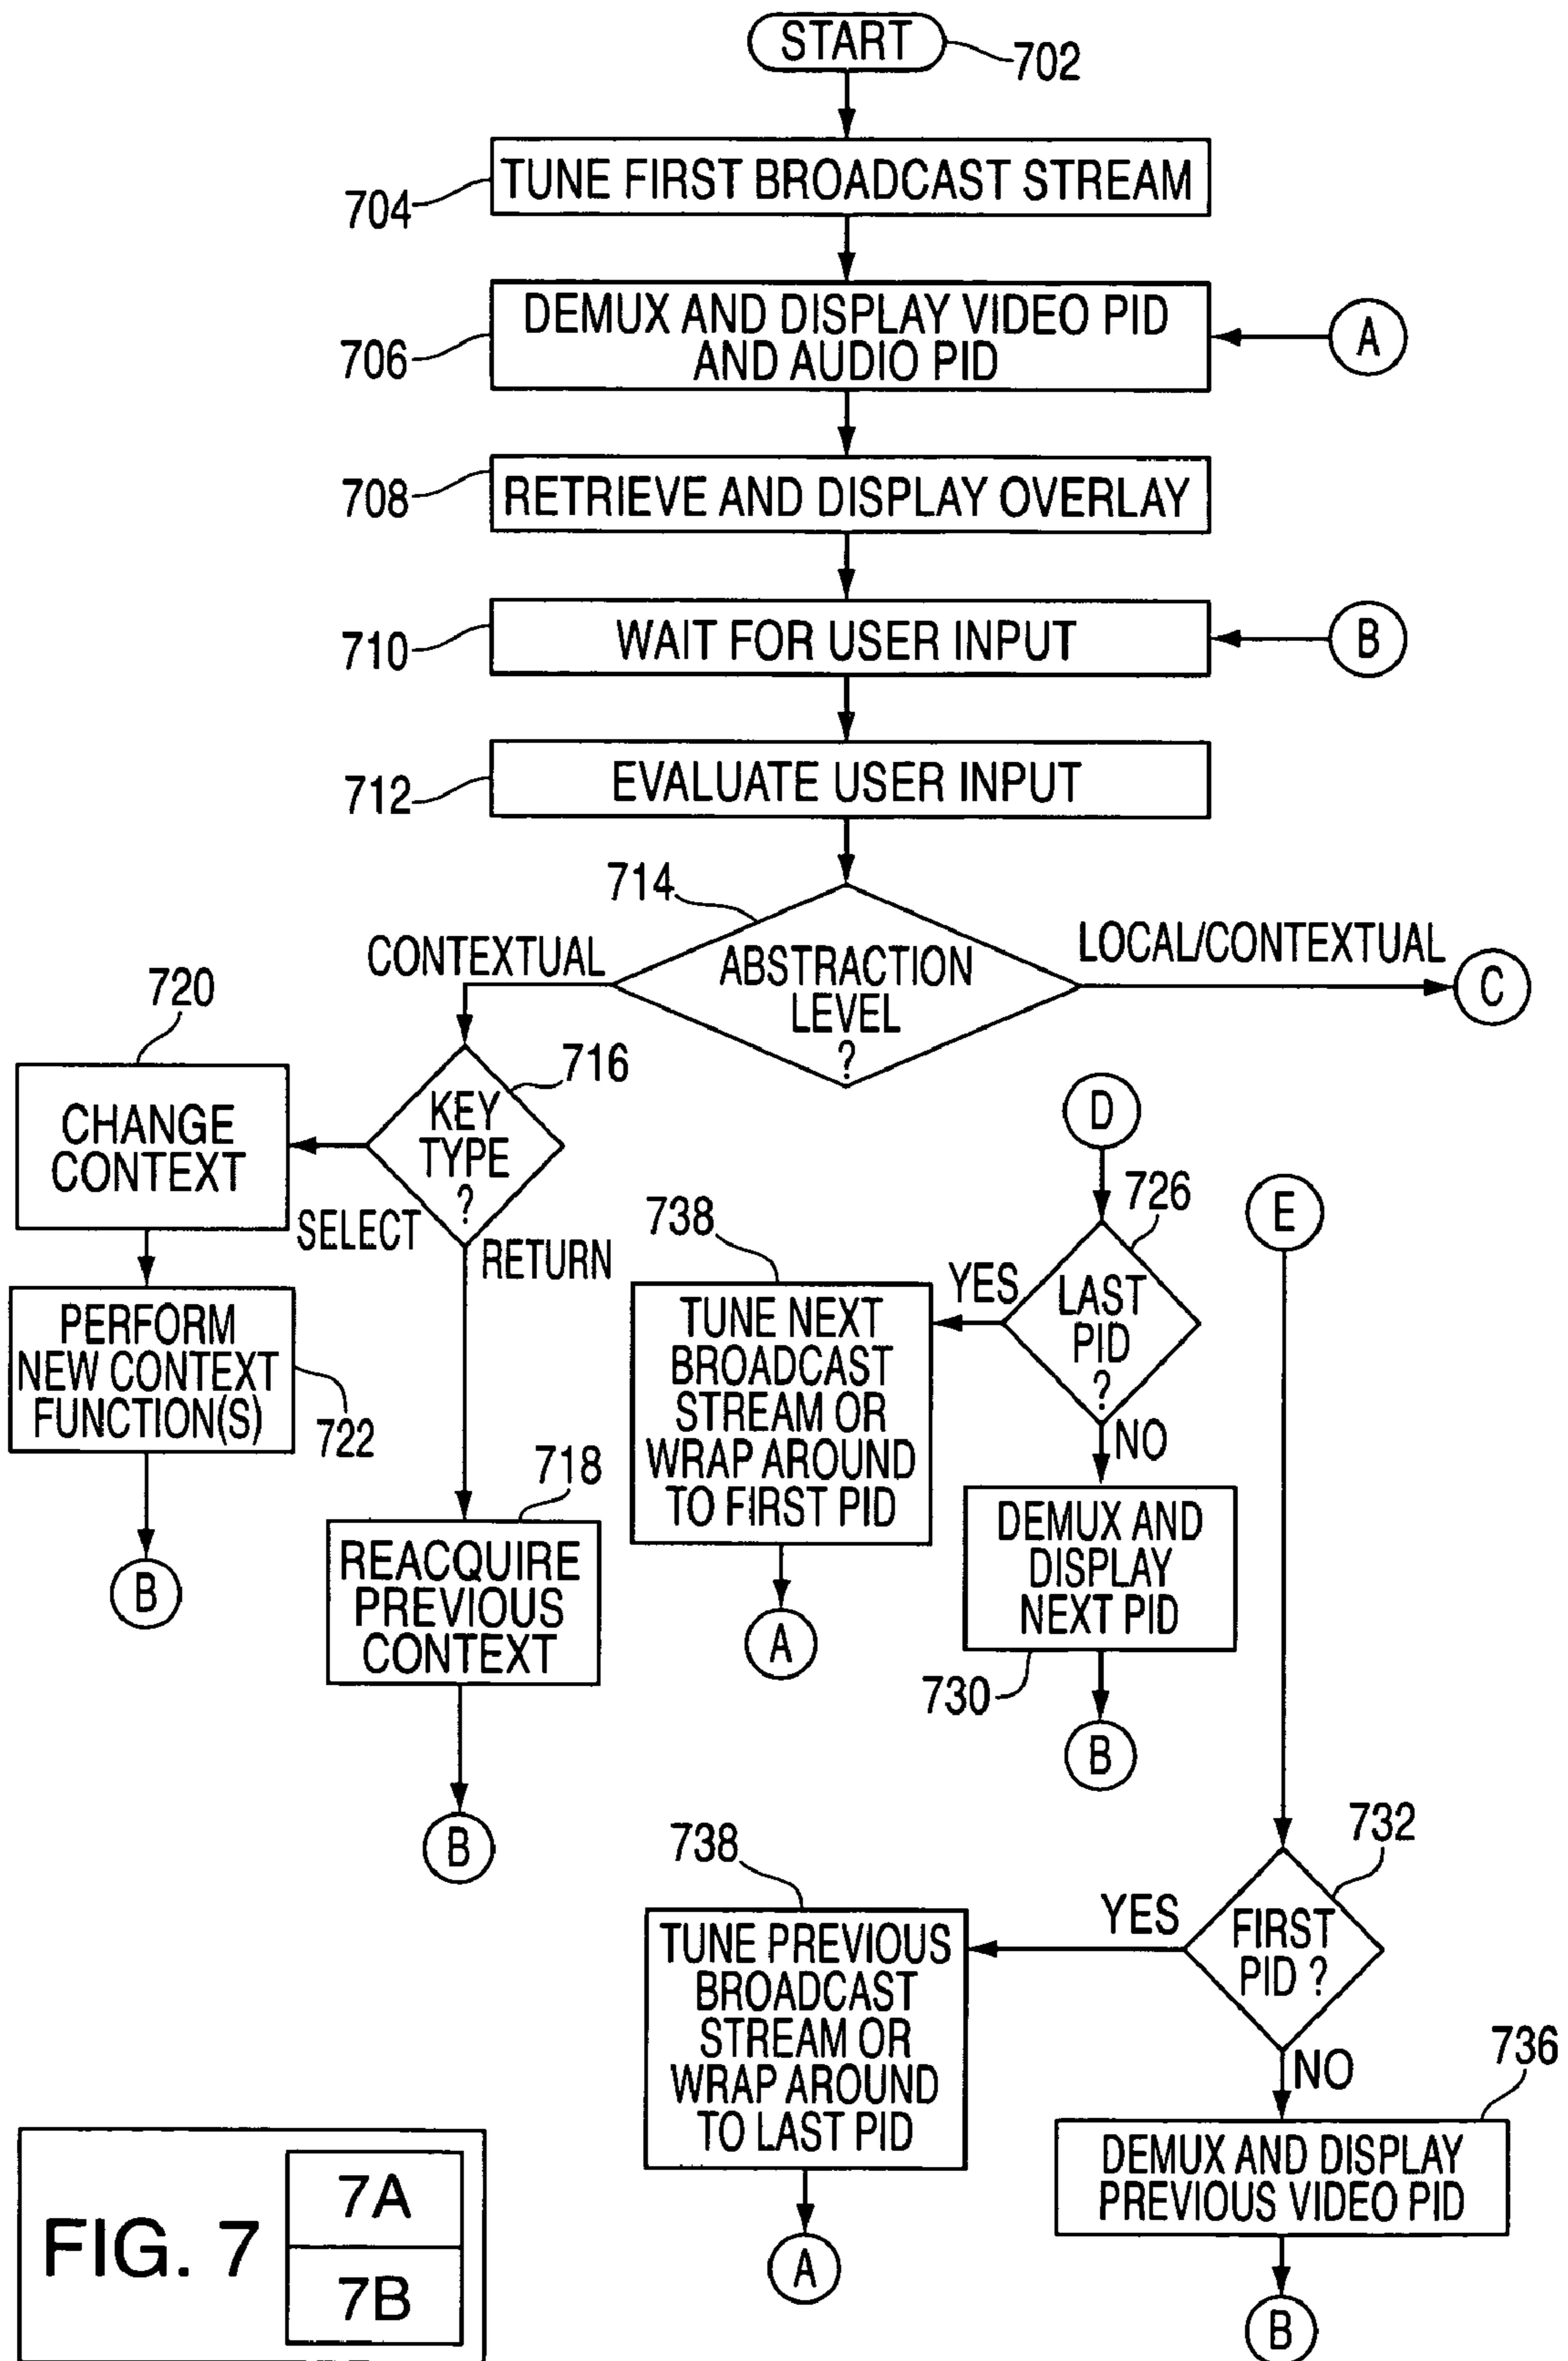 START
702
TUNE FIRST BROADCAST STREAM
704
DEMUX AND DISPLAY VIDEO PID
AND AUDIO PID
706
A
RETRIEVE AND DISPLAY OVERLAY
708
WAIT FOR USER INPUT
710
B
EVALUATE USER INPUT
712
714
ABSTRACTION
LEVEL
?
CONTEXTUAL
LOCAL/CONTEXTUAL
C
716
KEY
TYPE
?
720
CHANGE
CONTEXT
SELECT
RETURN
PERFORM
NEW CONTEXT
FUNCTION(S)
722
B
718
REACQUIRE
PREVIOUS
CONTEXT
B
D
726
LAST
PID
?
YES
738
TUNE NEXT
BROADCAST
STREAM OR
WRAP AROUND
TO FIRST PID
A
NO
DEMUX AND
DISPLAY
NEXT PID
730
B
E
732
FIRST
PID ?
YES
738
TUNE PREVIOUS
BROADCAST
STREAM OR
WRAP AROUND
TO LAST PID
A
NO
736
DEMUX AND DISPLAY
PREVIOUS VIDEO PID
B
FIG. 7
7A
7B